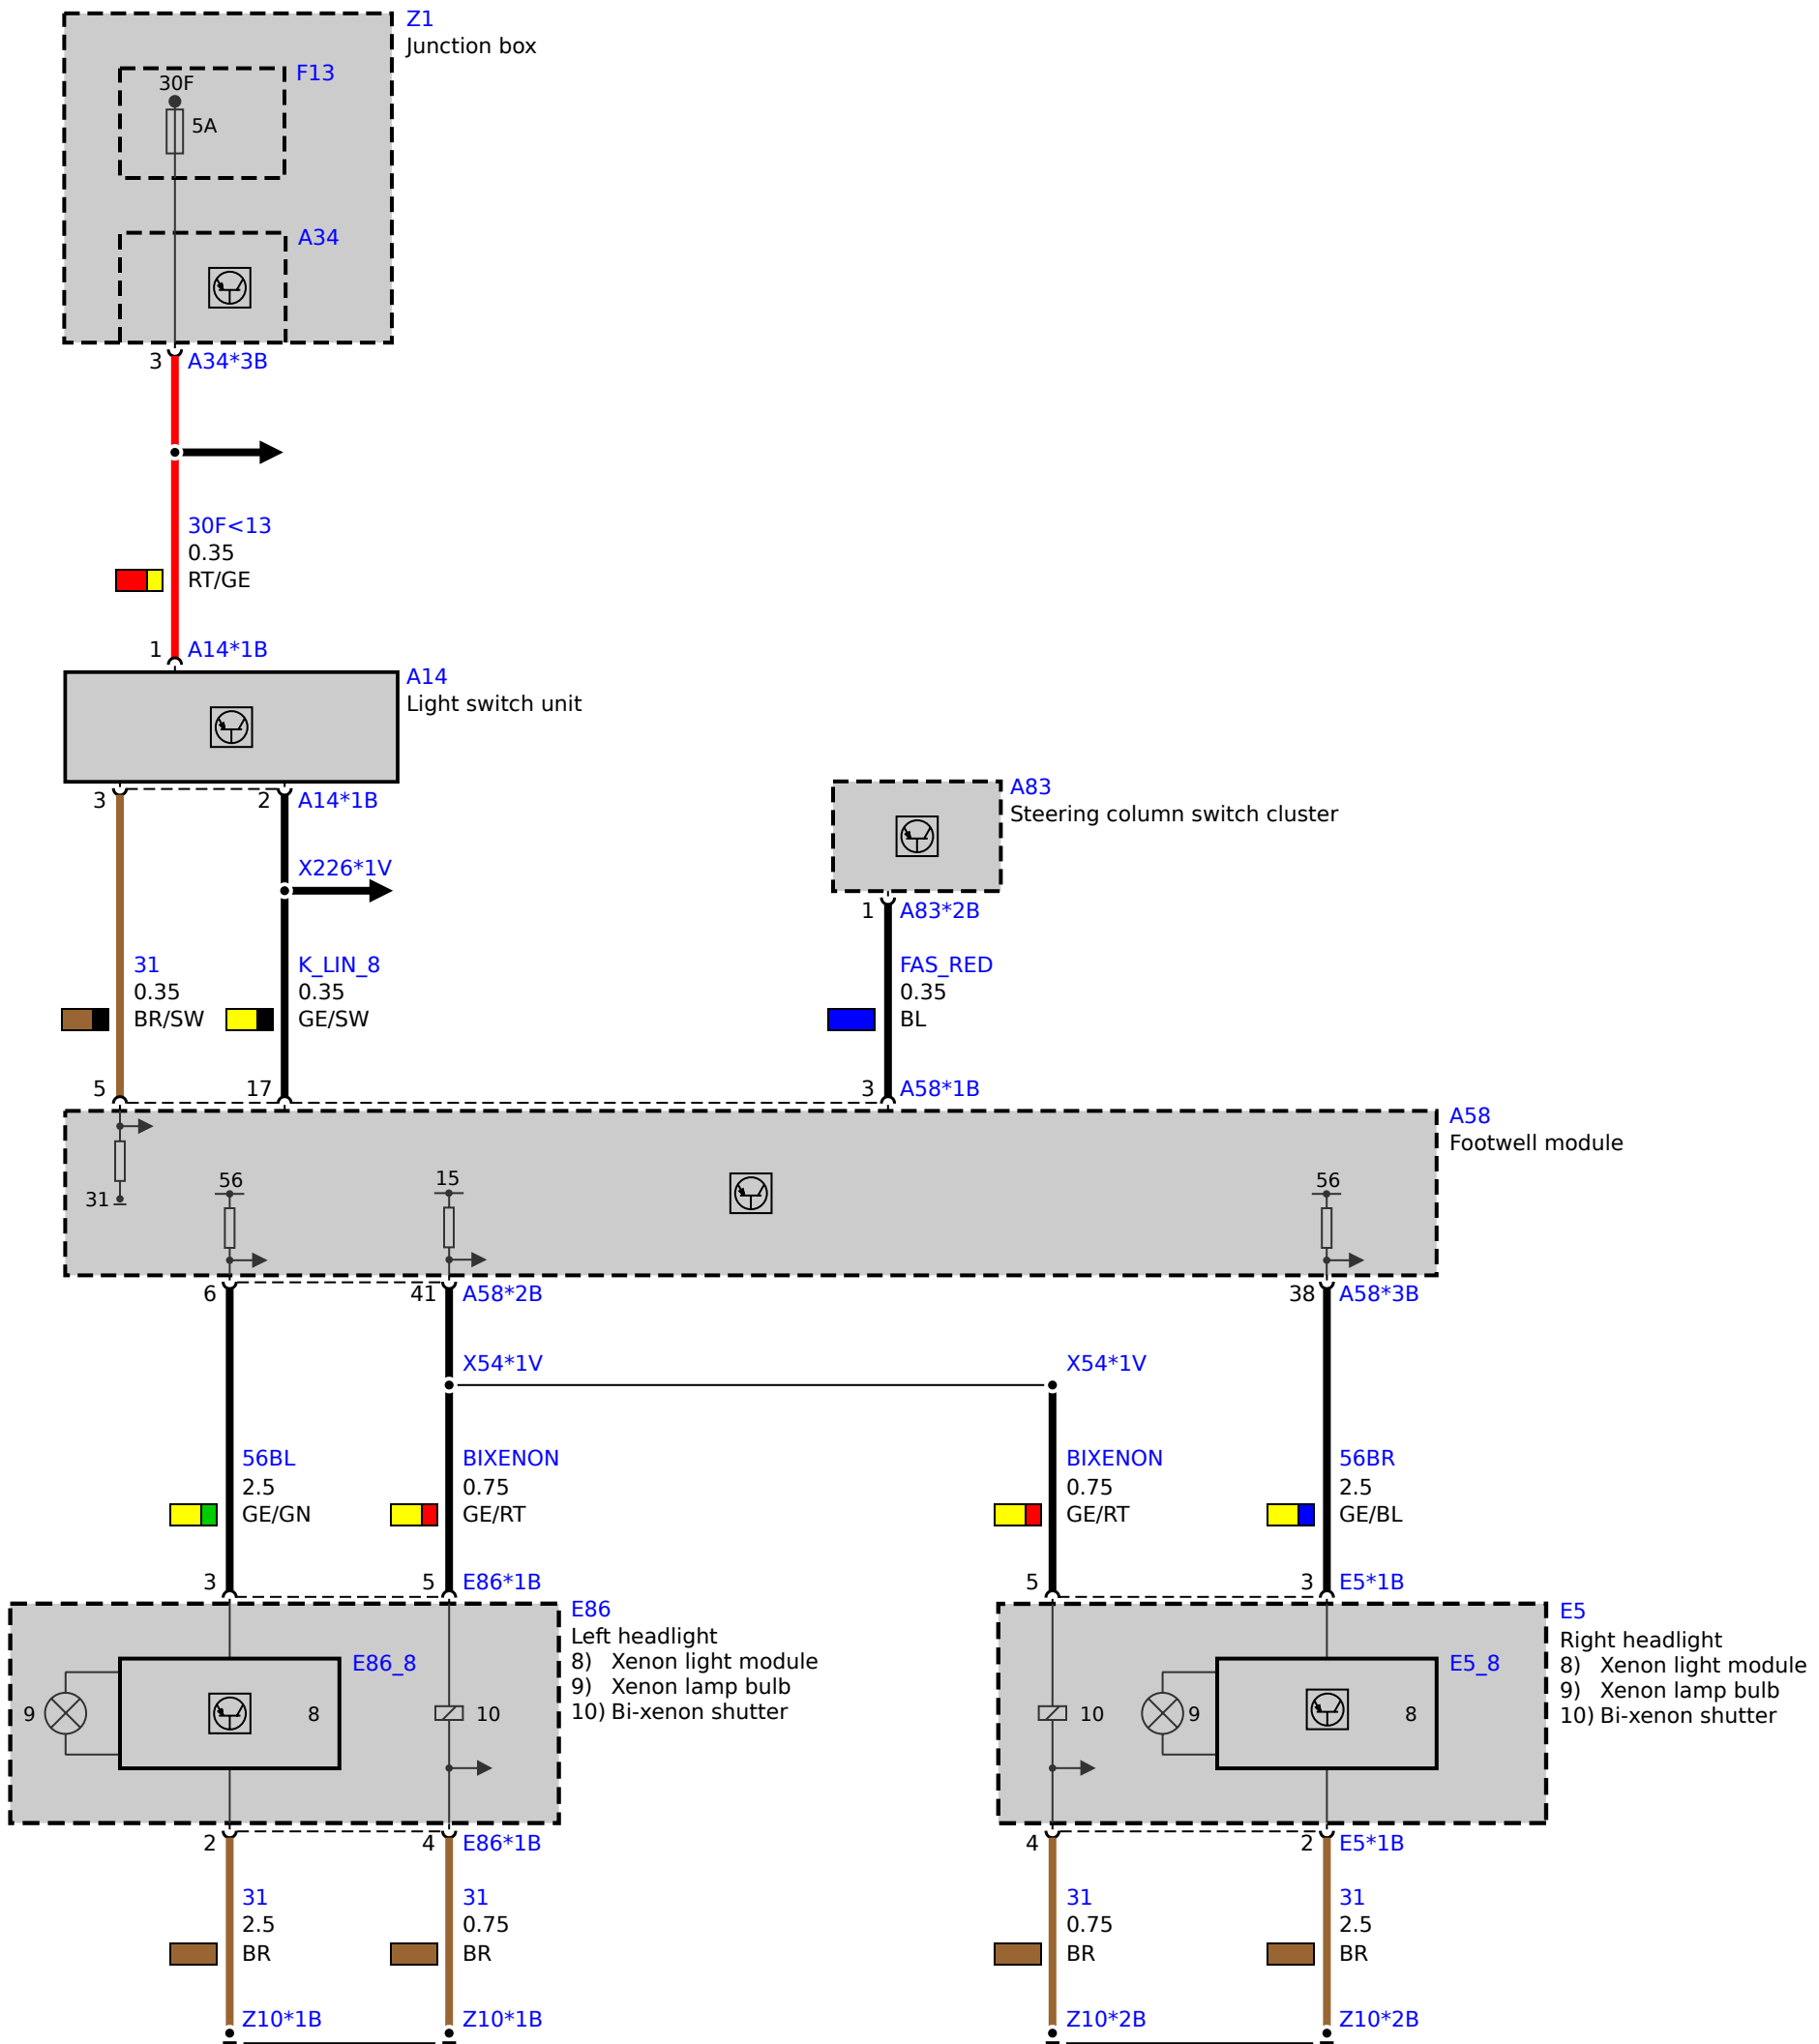 Z1
Junction box
F13
30F
5A
A34
3 A34*3B
30F<13
0.35
RT/GE
1 A14*1B
A14
Light switch unit
3 2 A14*1B
A83
Steering column switch cluster
X226*1V
1 A83*2B
31 K_LIN_8 FAS_RED
0.35 0.35 0.35
BR/SW GE/SW BL
5 17 3 A58*1B
A58
Footwell module
31 56 15 56
6 41 A58*2B 38 A58*3B
X54*1V X54*1V
56BL BIXENON BIXENON 56BR
2.5 0.75 0.75 2.5
GE/GN GE/RT GE/RT GE/BL
3 5 E86*1B 5 3 E5*1B
E86
Left headlight
8) Xenon light module
9) Xenon lamp bulb
10) Bi-xenon shutter
E5
Right headlight
8) Xenon light module
9) Xenon lamp bulb
10) Bi-xenon shutter
E86_8 E5_8
9 8 10 10 9 8
2 4 E86*1B 4 2 E5*1B
31 31 31 31
2.5 0.75 0.75 2.5
BR BR BR BR
Z10*1B Z10*1B Z10*2B Z10*2B